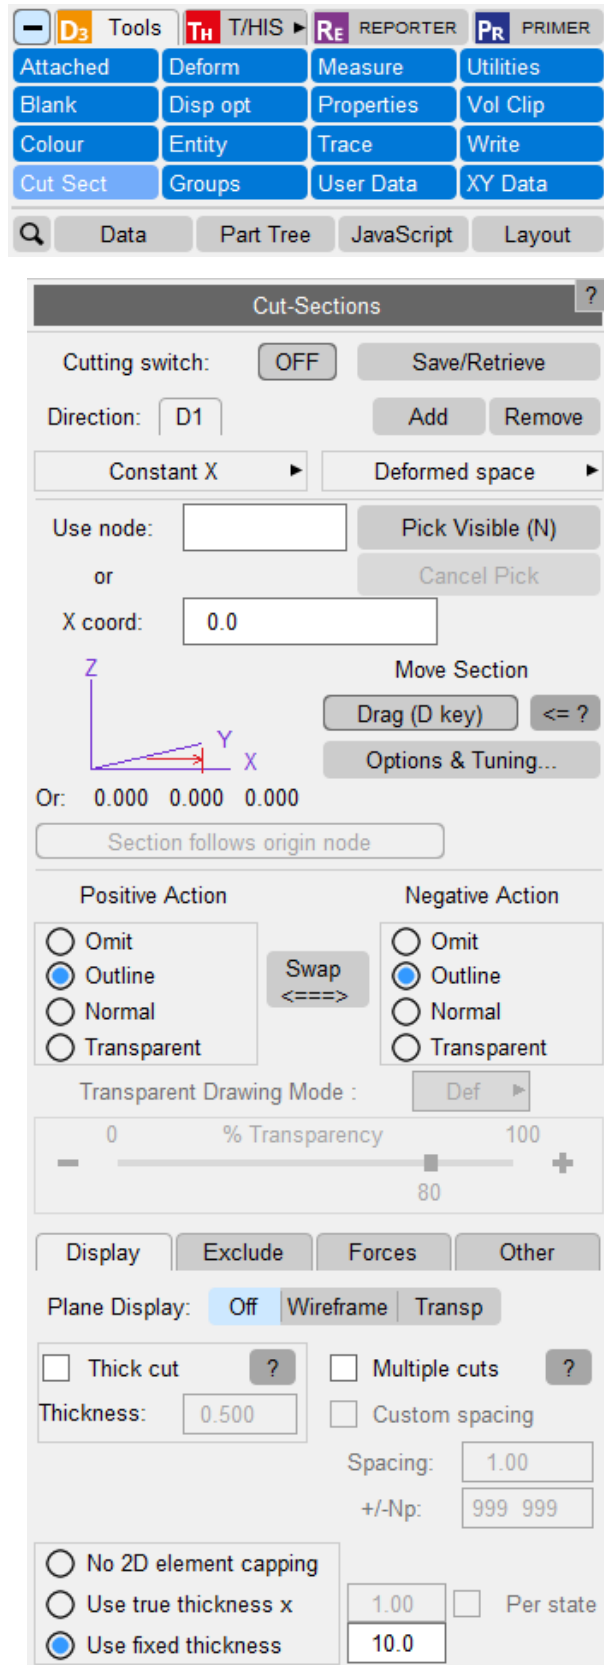 D3 Tools TH T/HIS RE REPORTER PR PRIMER
Attached Deform Measure Utilities
Blank Disp opt Properties Vol Clip
Colour Entity Trace Write
Cut Sect Groups User Data XY Data
Data Part Tree JavaScript Layout
Cut-Sections ?
Cutting switch: OFF Save/Retrieve
Direction: D1 Add Remove
Constant X Deformed space
Use node: Pick Visible (N)
or Cancel Pick
X coord: 0.0
Z Move Section
Drag (D key) <= ?
Y
X Options & Tuning...
Or: 0.000 0.000 0.000
Section follows origin node
Positive Action Negative Action
Omit Omit
Outline Swap Outline
<===>
Normal Normal
Transparent Transparent
Transparent Drawing Mode : Def
0 % Transparency 100
80
Display Exclude Forces Other
Plane Display: Off Wireframe Transp
Thick cut ? Multiple cuts ?
Thickness: 0.500 Custom spacing
Spacing: 1.00
+/-Np: 999 999
No 2D element capping
Use true thickness x 1.00 Per state
Use fixed thickness 10.0